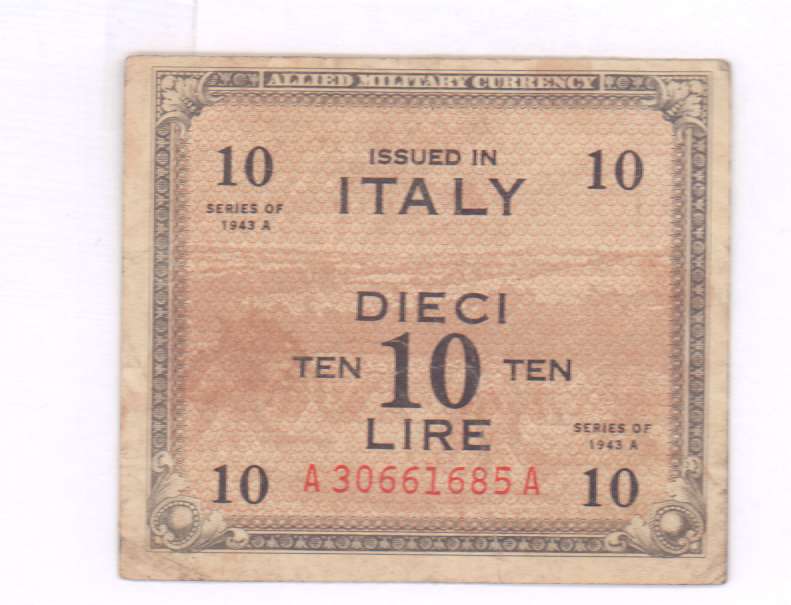 ALLIED MILITARY CURRENCY
10 ISSUED IN 10
ITALY
SERIES OF
1943 A
DIECI
TEN 10 TEN
LIRE
SERIES OF
1943 A
10 A 30661685 A 10